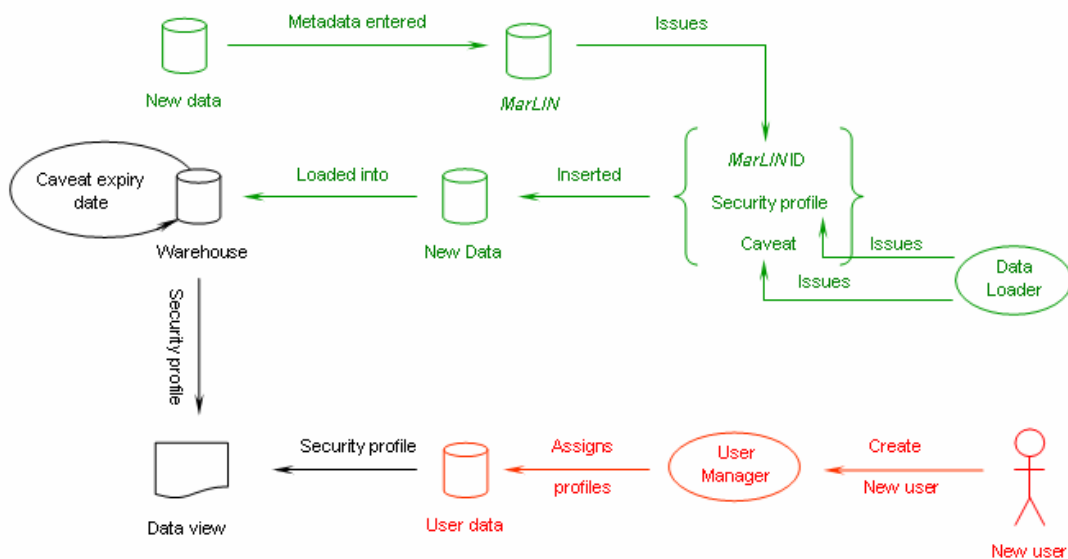 Metadata entered
Issues
New data
MarLIN
Caveat expiry
date
Loaded into
Inserted
MarLIN ID
Security profile
Caveat
Warehouse
New Data
Issues
Issues
Data
Loader
Security profile
Security profile
Assigns
profiles
User
Manager
Create
New user
Data view
User data
New user